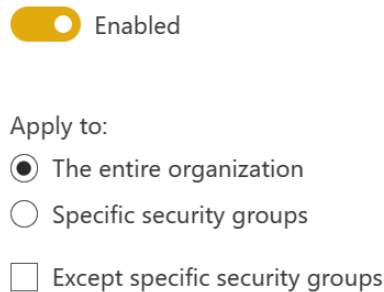 Enabled
Apply to:
The entire organization
Specific security groups
Except specific security groups